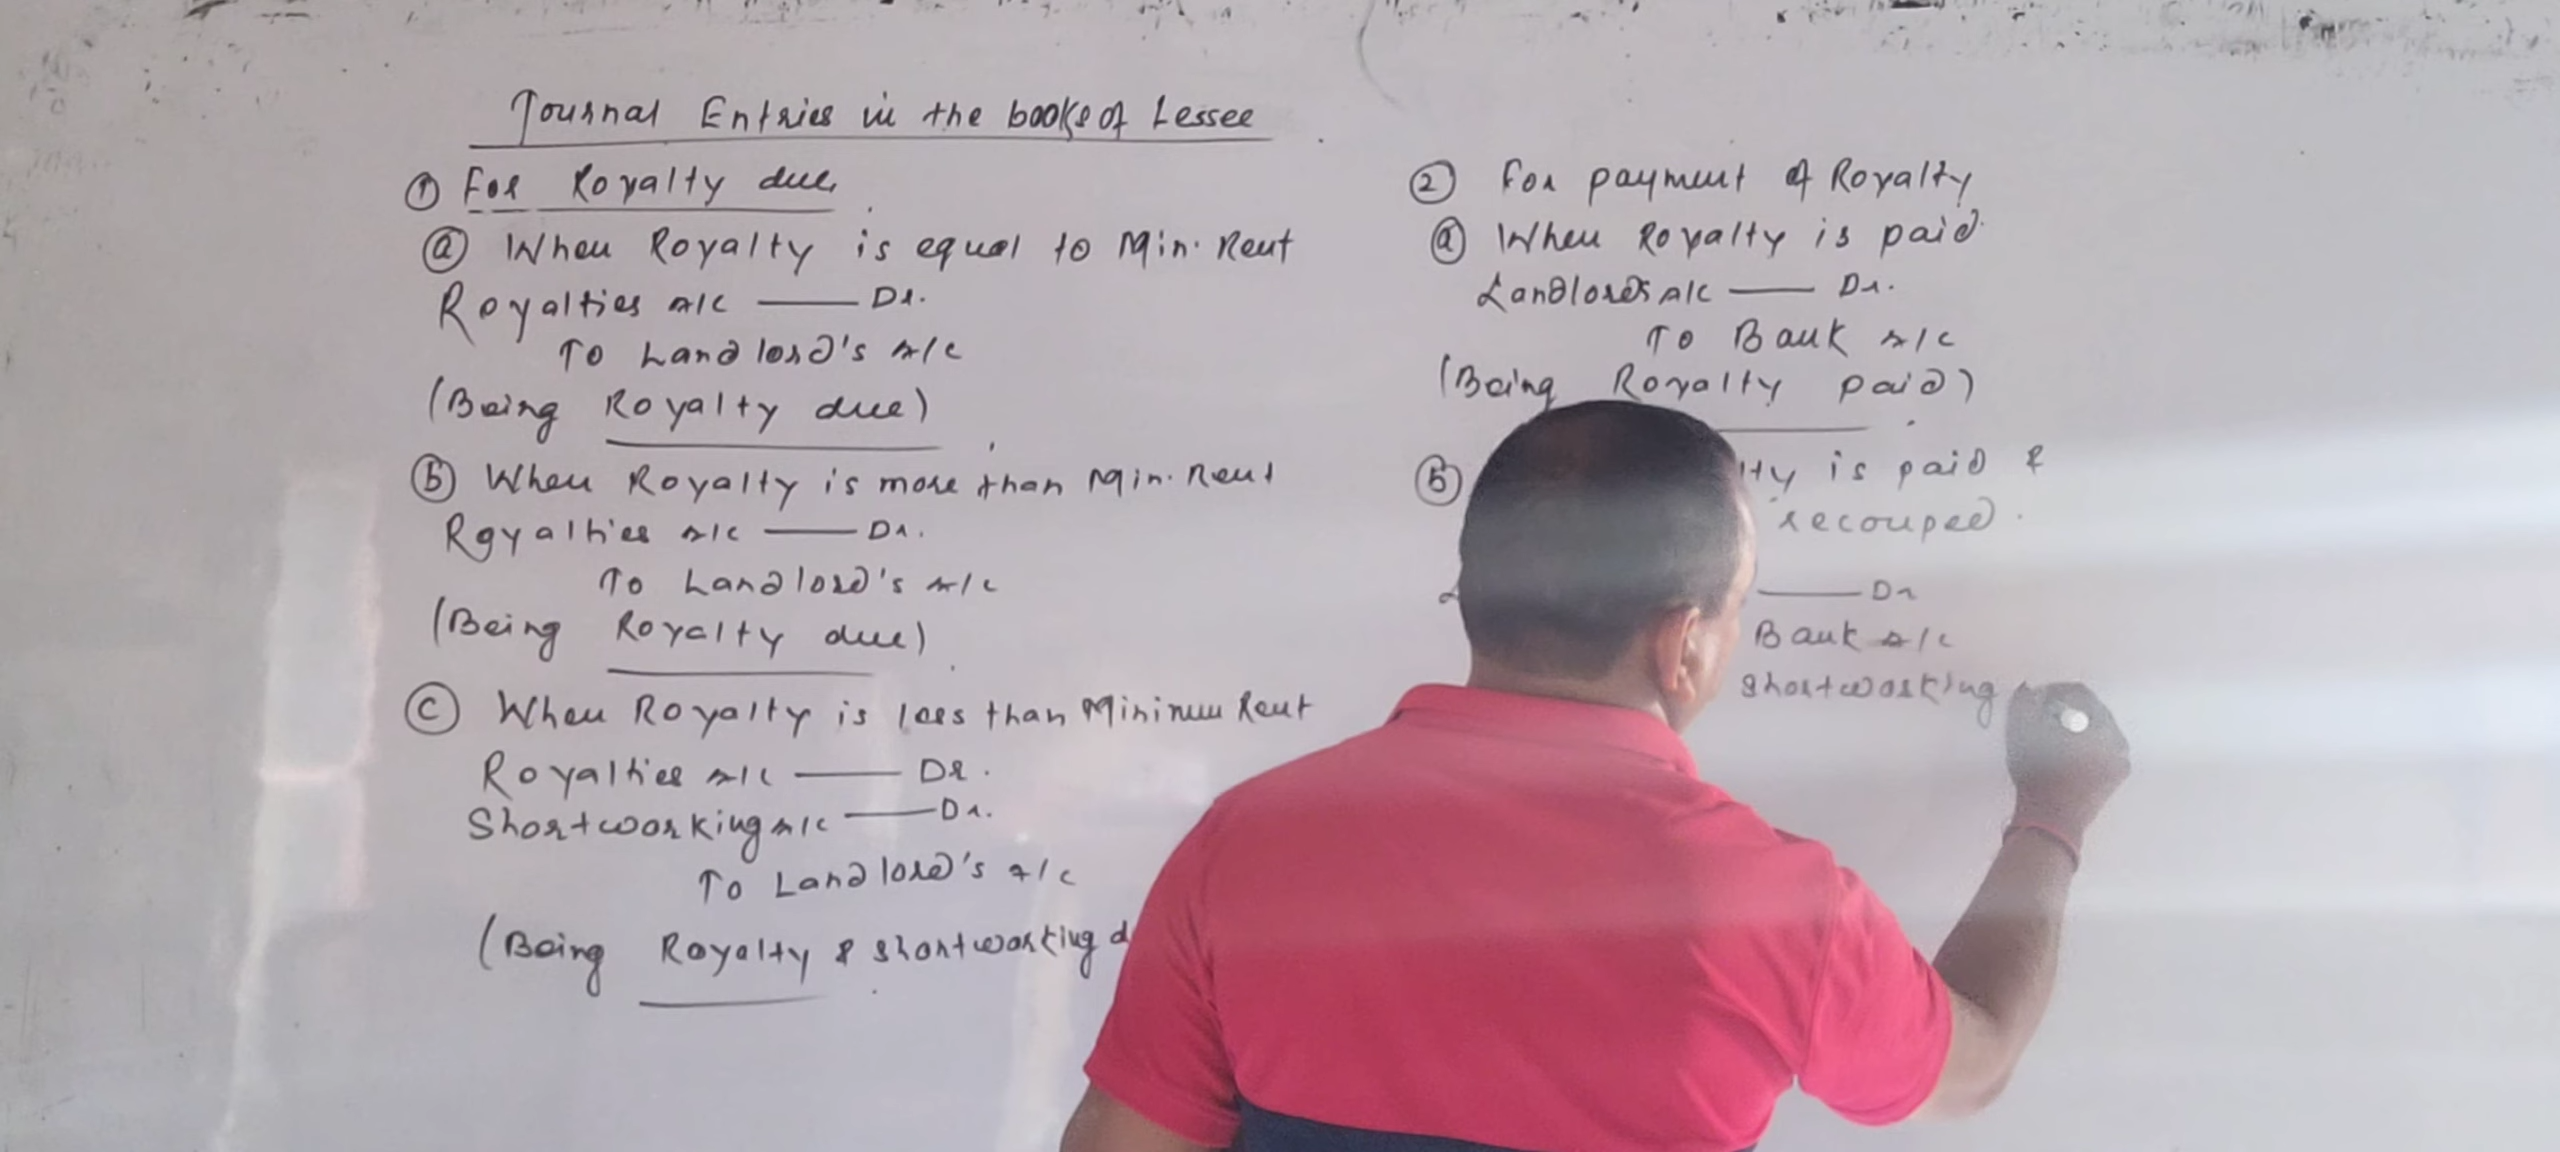 Journal Entries in the books of Lessee
① For Royalty due
ⓐ When Royalty is equal to Min. Rent
Royalties A/c —— Dr.
To Landlord's A/c
(Being Royalty due)
ⓑ When Royalty is more than Min. Rent
Royalties A/c —— Dr.
To Landlord's A/c
(Being Royalty due)
ⓒ When Royalty is less than Minimum Rent
Royalties A/c —— Dr.
Shortworking A/c —— Dr.
To Landlord's A/c
(Being Royalty & shortworking d
② For payment of Royalty
ⓐ When Royalty is paid
Landlord's A/c —— Dr.
To Bank A/c
(Being Royalty paid)
ⓑ lty is paid &
recouped.
—— Dr
Bank A/c
Shortworking